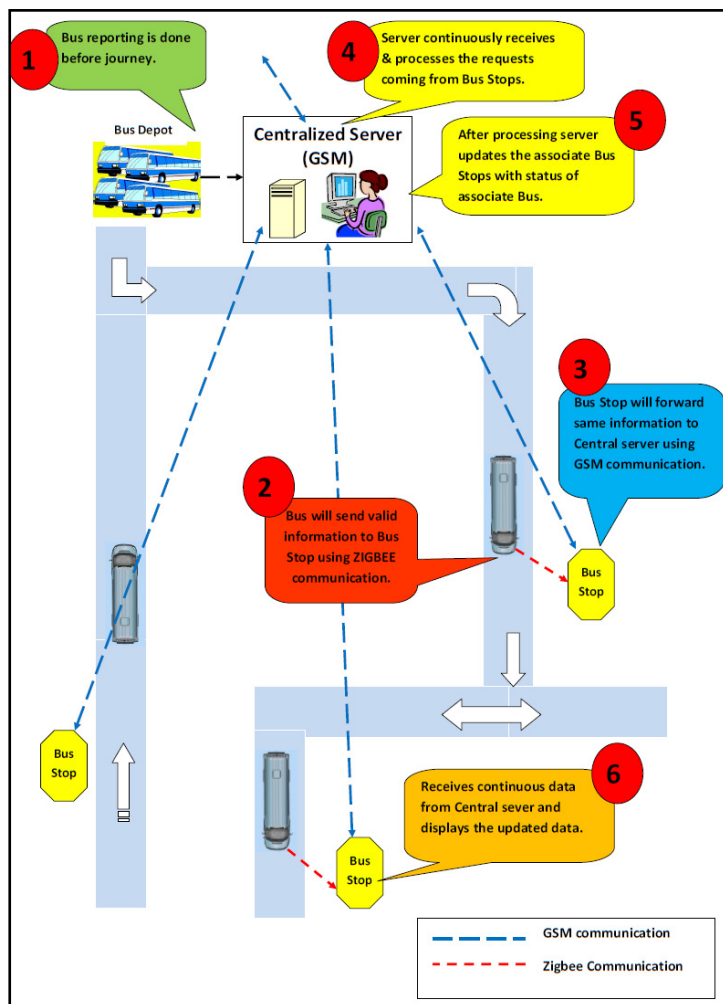 1
Bus reporting is done
before journey.
4
Server continuously receives
& processes the requests
coming from Bus Stops.
Bus Depot
Centralized Server
(GSM)
5
After processing server
updates the associate Bus
Stops with status of
associate Bus.
3
Bus Stop will forward
same information to
Central server using
GSM communication.
2
Bus will send valid
information to Bus
Stop using ZIGBEE
communication.
Bus
Stop
Bus
Stop
6
Receives continuous data
from Central sever and
displays the updated data.
Bus
Stop
GSM communication
Zigbee Communication